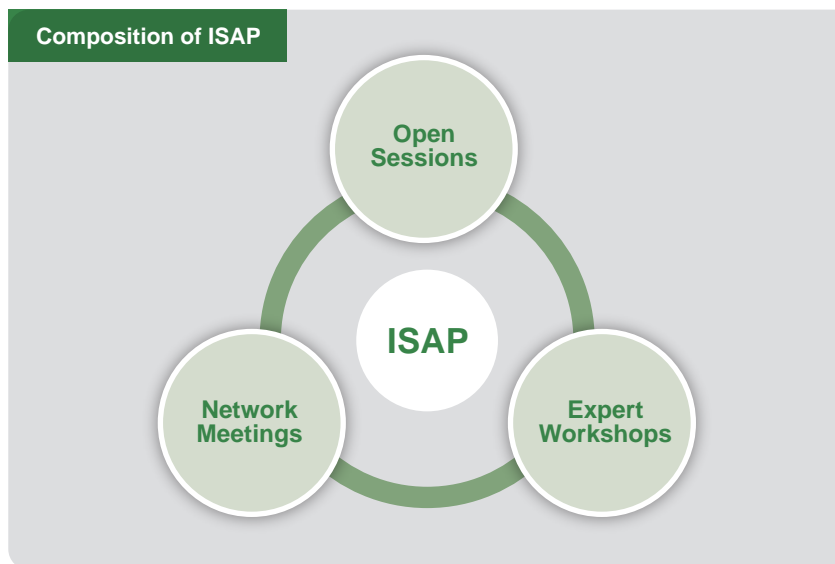 Composition of ISAP
Open
Sessions
ISAP
Network
Meetings
Expert
Workshops